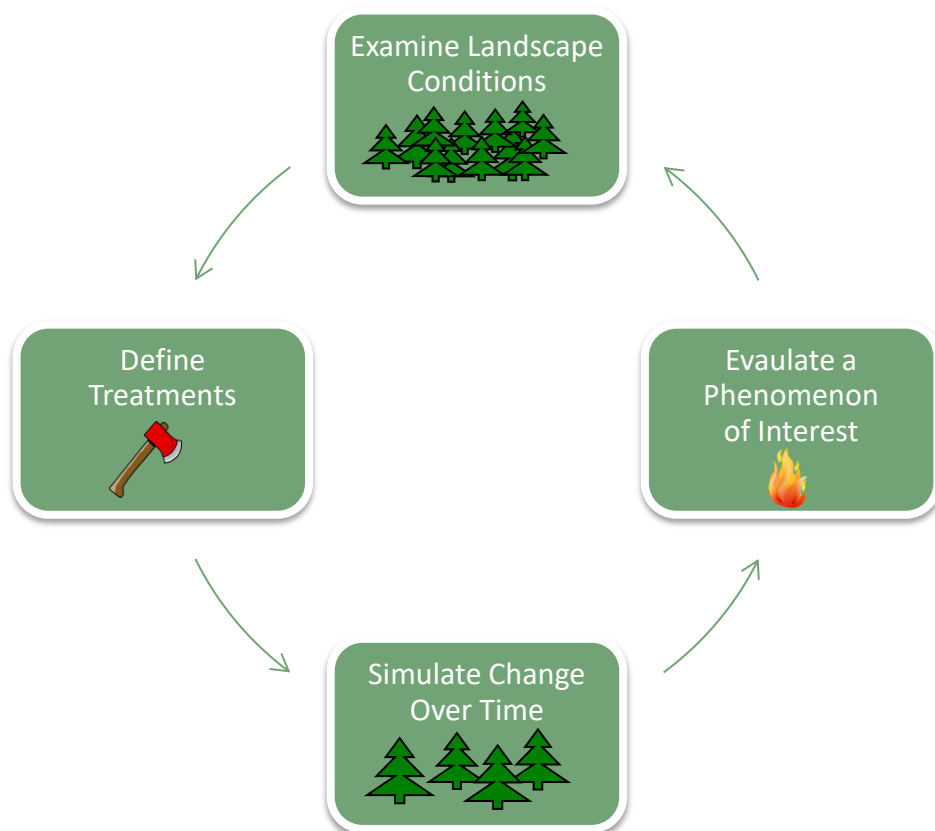 Examine Landscape
Conditions
Define
Treatments
Evaulate a
Phenomenon
of Interest
Simulate Change
Over Time